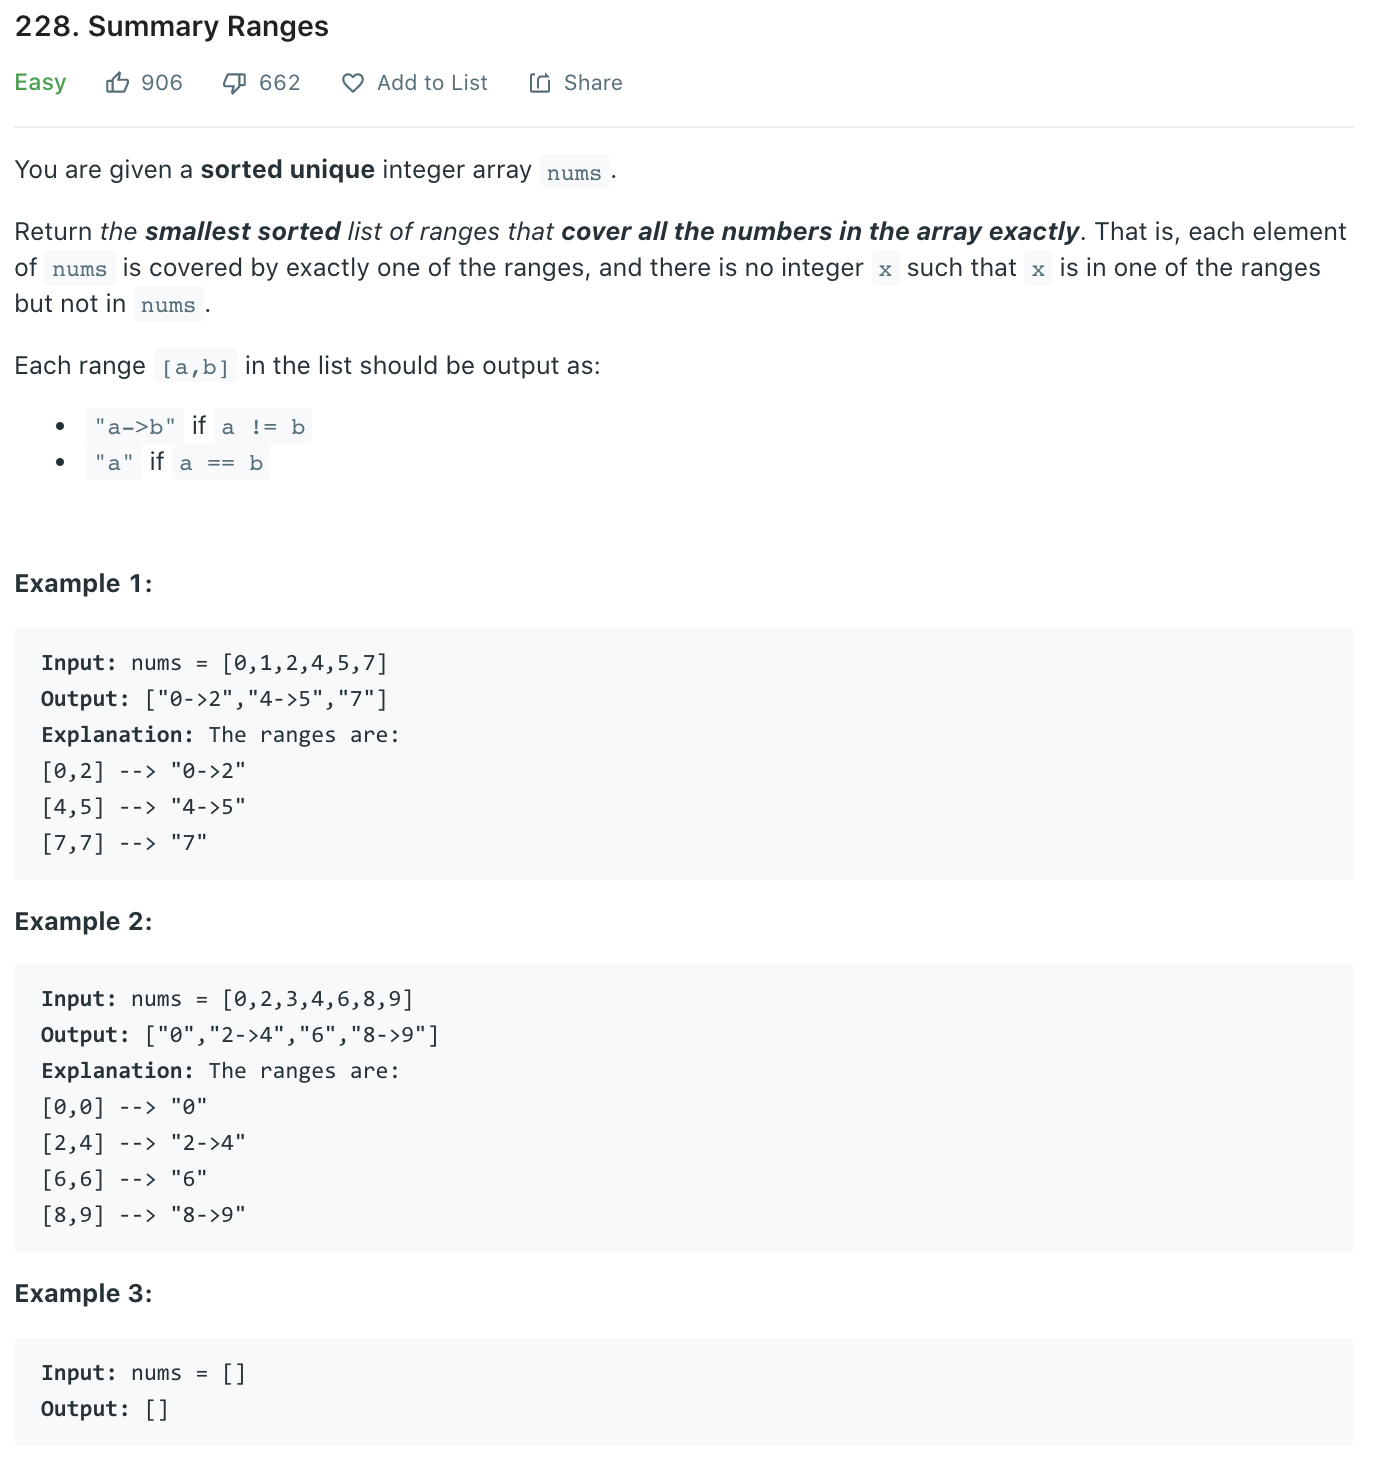 228. Summary Ranges
Easy 906 662 Add to List Share
You are given a sorted unique integer array nums .
Return the smallest sorted list of ranges that cover all the numbers in the array exactly. That is, each element
of nums is covered by exactly one of the ranges, and there is no integer x such that x is in one of the ranges
but not in nums .
Each range [a,b] in the list should be output as:
• "a->b" if a != b
• "a" if a == b
Example 1:
Input: nums = [0,1,2,4,5,7]
Output: ["0->2","4->5","7"]
Explanation: The ranges are:
[0,2] --> "0->2"
[4,5] --> "4->5"
[7,7] --> "7"
Example 2:
Input: nums = [0,2,3,4,6,8,9]
Output: ["0","2->4","6","8->9"]
Explanation: The ranges are:
[0,0] --> "0"
[2,4] --> "2->4"
[6,6] --> "6"
[8,9] --> "8->9"
Example 3:
Input: nums = []
Output: []